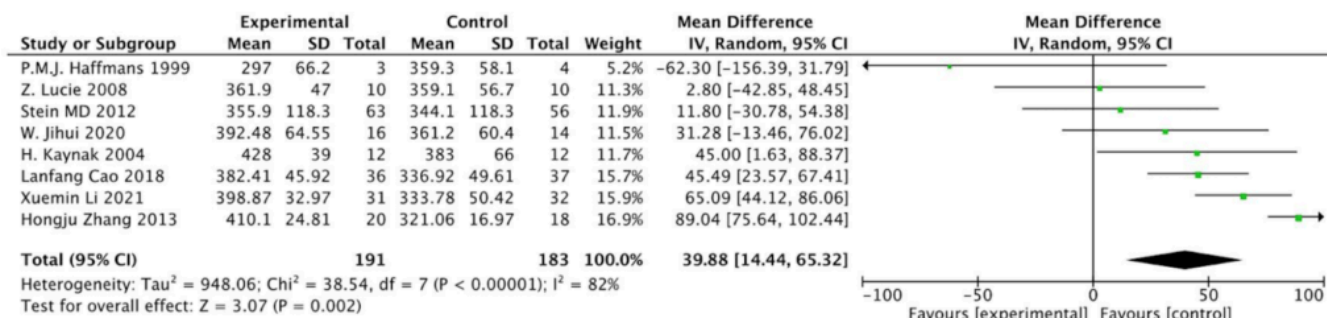 Experimental Control Mean Difference Mean Difference
Study or Subgroup Mean SD Total Mean SD Total Weight IV, Random, 95% CI IV, Random, 95% CI
P.M.J. Haffmans 1999 297 66.2 3 359.3 58.1 4 5.2% -62.30 [-156.39, 31.79]
Z. Lucie 2008 361.9 47 10 359.1 56.7 10 11.3% 2.80 [-42.85, 48.45]
Stein MD 2012 355.9 118.3 63 344.1 118.3 56 11.9% 11.80 [-30.78, 54.38]
W. Jihui 2020 392.48 64.55 16 361.2 60.4 14 11.5% 31.28 [-13.46, 76.02]
H. Kaynak 2004 428 39 12 383 66 12 11.7% 45.00 [1.63, 88.37]
Lanfang Cao 2018 382.41 45.92 36 336.92 49.61 37 15.7% 45.49 [23.57, 67.41]
Xuemin Li 2021 398.87 32.97 31 333.78 50.42 32 15.9% 65.09 [44.12, 86.06]
Hongju Zhang 2013 410.1 24.81 20 321.06 16.97 18 16.9% 89.04 [75.64, 102.44]
Total (95% CI) 191 183 100.0% 39.88 [14.44, 65.32]
Heterogeneity: Tau² = 948.06; Chi² = 38.54, df = 7 (P < 0.00001); I² = 82%
Test for overall effect: Z = 3.07 (P = 0.002)
-100 -50 0 50 100
Favours [experimental] Favours [control]